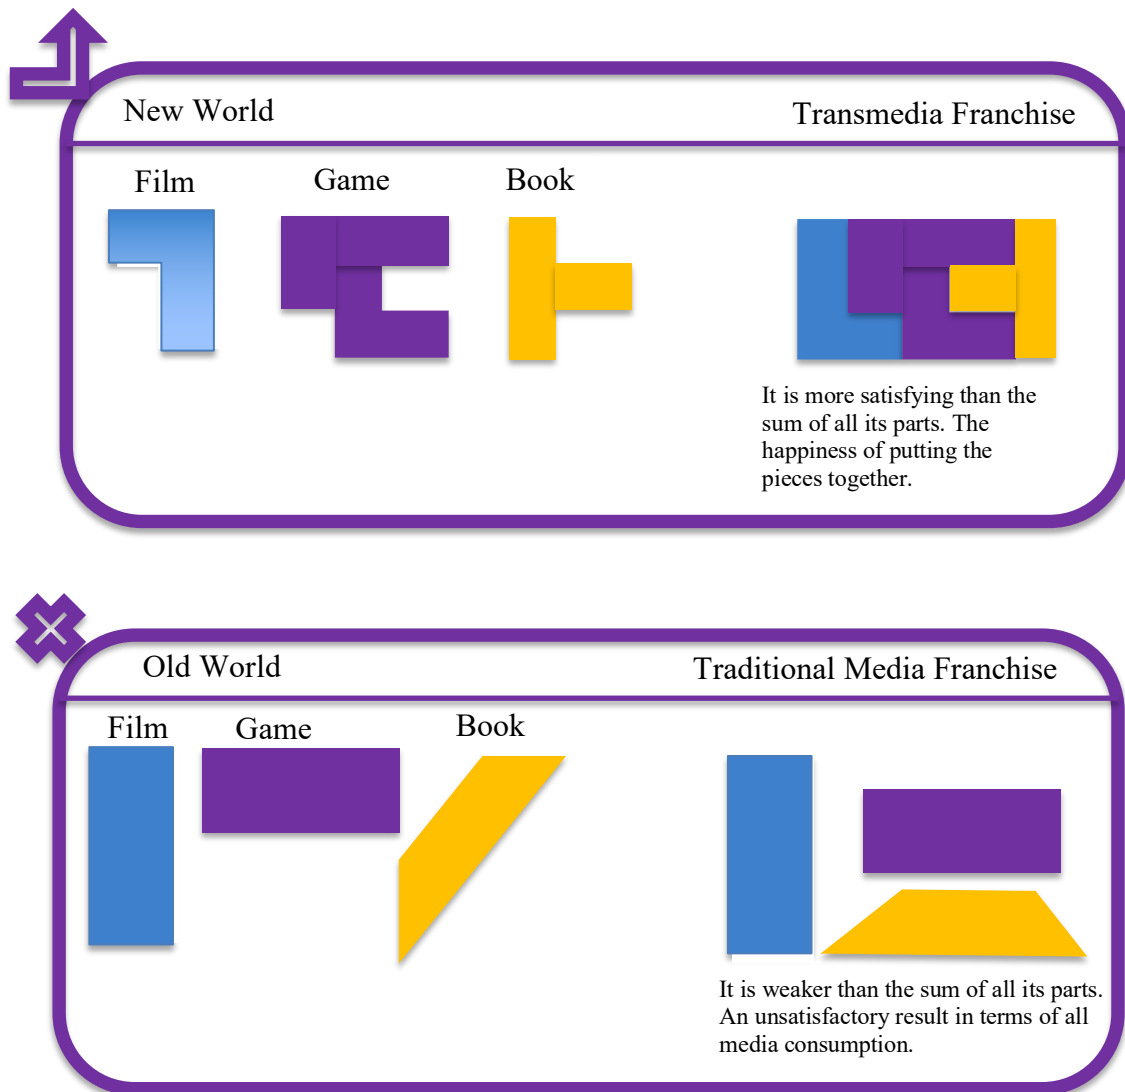 New World
Transmedia Franchise
Film
Game
Book
It is more satisfying than the
sum of all its parts. The
happiness of putting the
pieces together.
Old World
Traditional Media Franchise
Film
Game
Book
It is weaker than the sum of all its parts.
An unsatisfactory result in terms of all
media consumption.